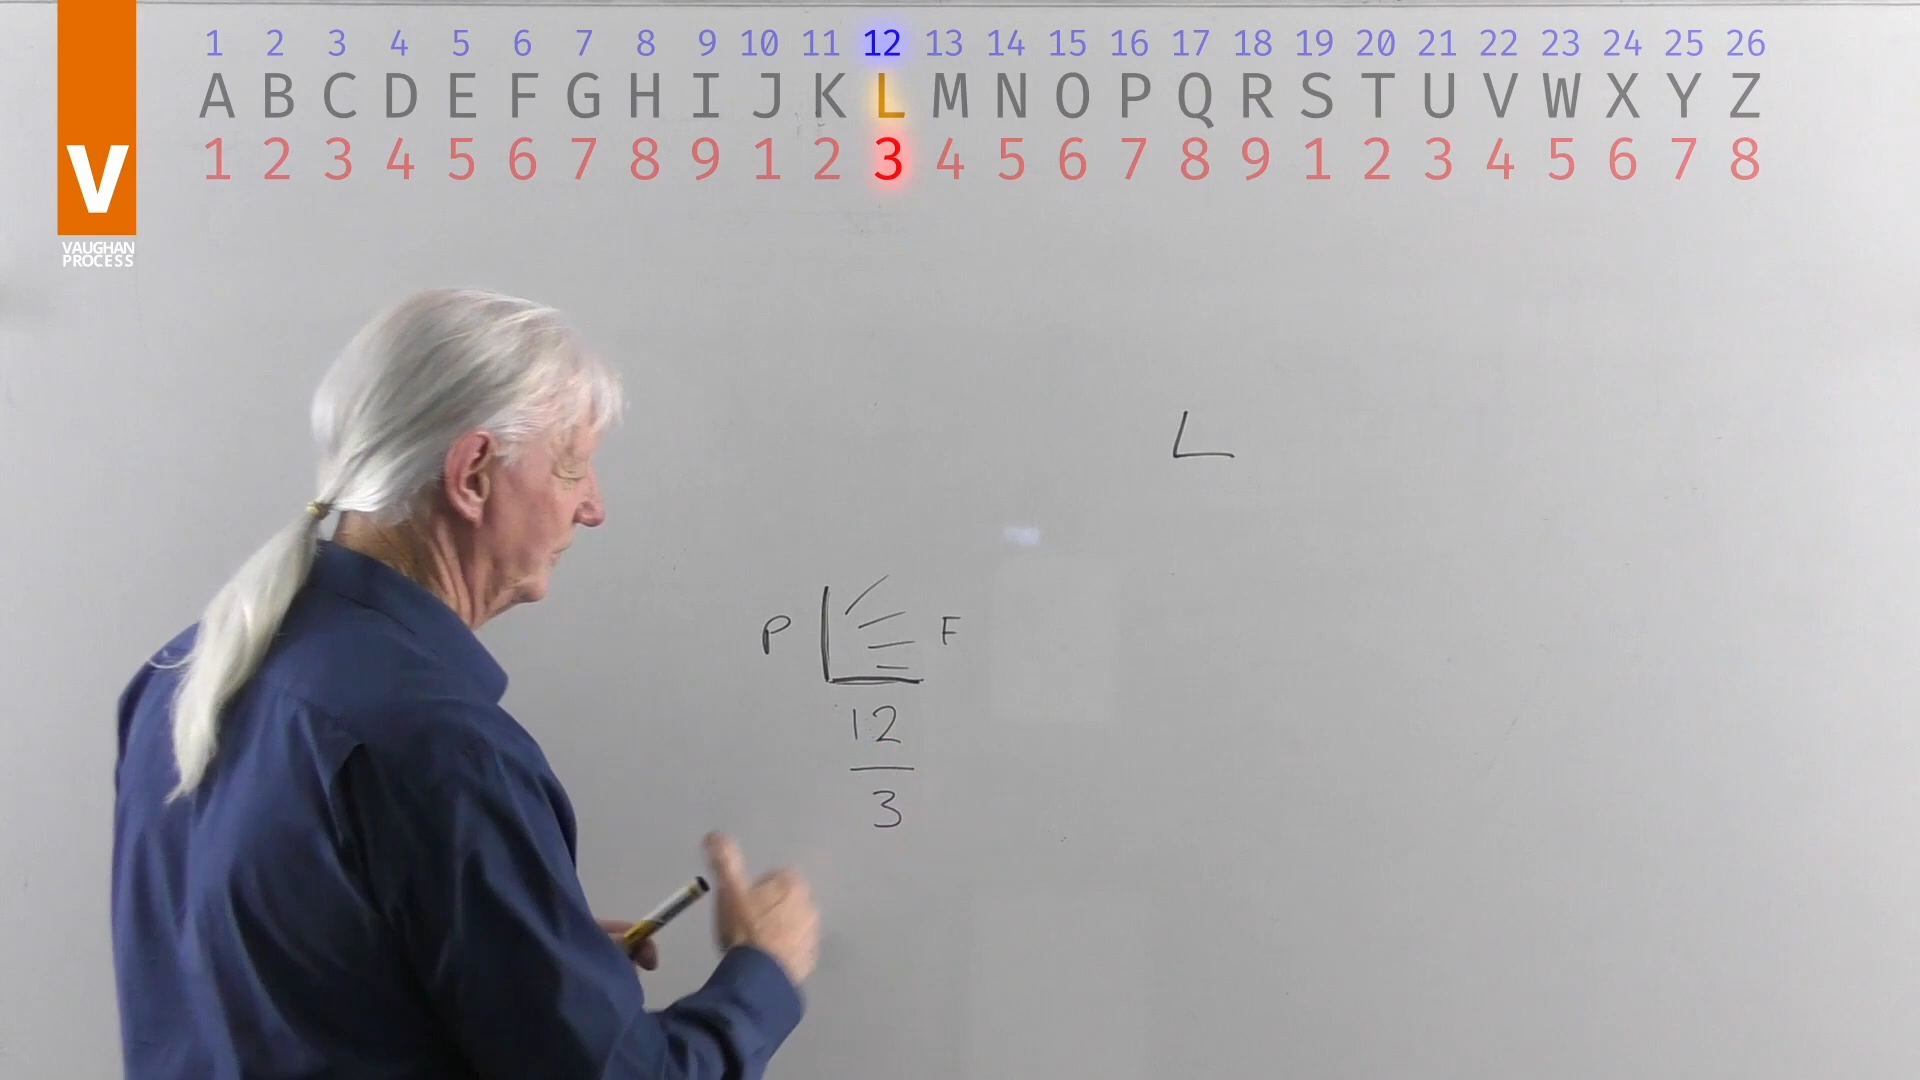 1 2 3 4 5 6 7 8 9 10 11 12 13 14 15 16 17 18 19 20 21 22 23 24 25 26
A B C D E F G H I J K L M N O P Q R S T U V W X Y Z
1 2 3 4 5 6 7 8 9 1 2 3 4 5 6 7 8 9 1 2 3 4 5 6 7 8
V
VAUGHAN
PROCESS
L
P L F
12
3